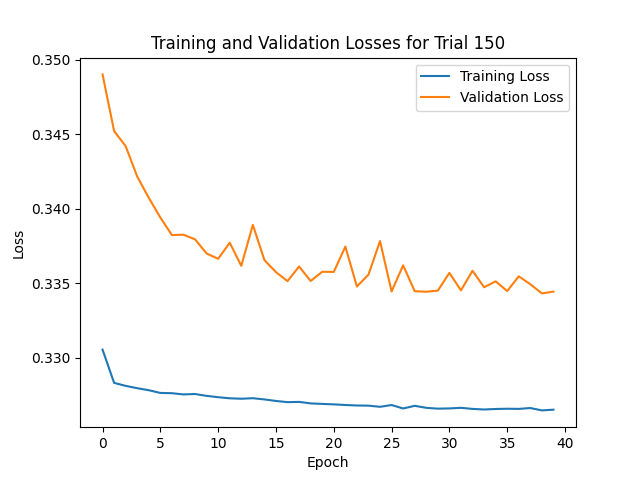 Training and Validation Losses for Trial 150
Training Loss
Validation Loss
0.350
0.345
0.340
0.335
0.330
Loss
0 5 10 15 20 25 30 35 40
Epoch